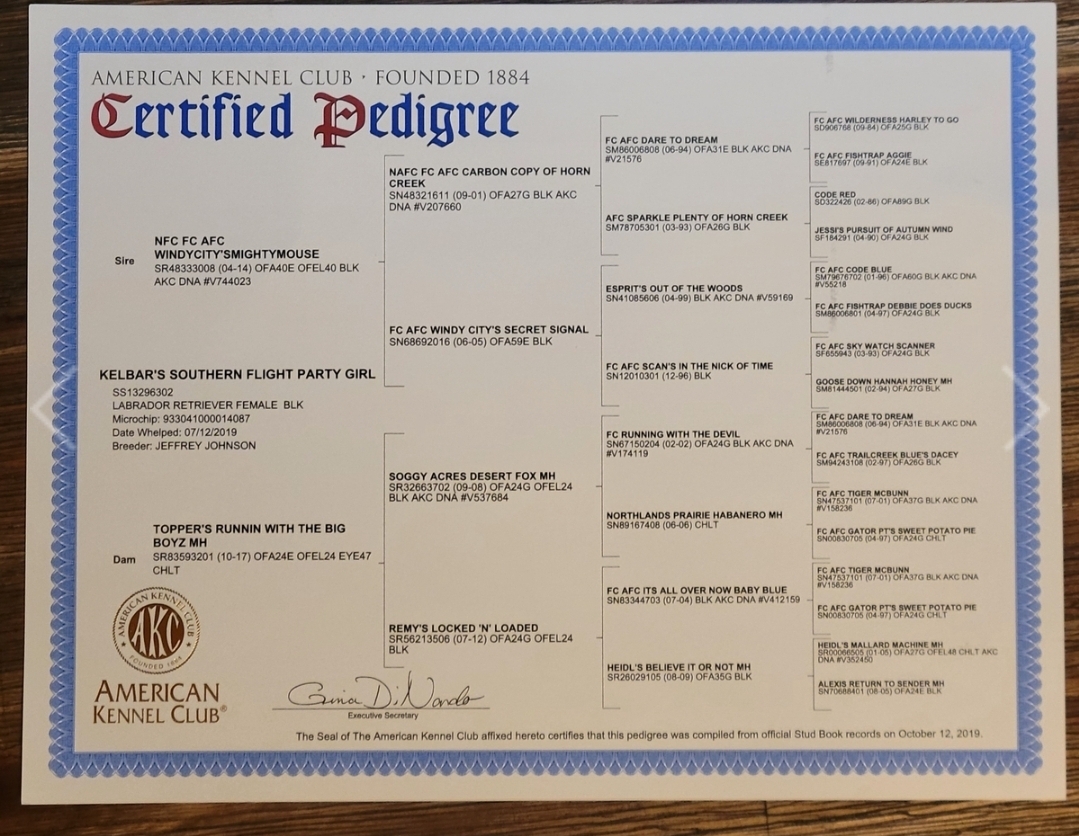 AMERICAN KENNEL CLUB · FOUNDED 1884
Certified Pedigree
Sire
NFC FC AFC
WINDYCITY'SMIGHTYMOUSE
SR48333008 (04-14) OFA40E OFEL40 BLK
AKC DNA #V744023
KELBAR'S SOUTHERN FLIGHT PARTY GIRL
SS13296302
LABRADOR RETRIEVER FEMALE BLK
Microchip: 933041000014087
Date Whelped: 07/12/2019
Breeder: JEFFREY JOHNSON
Dam
TOPPER'S RUNNIN WITH THE BIG
BOYZ MH
SR83593201 (10-17) OFA24E OFEL24 EYE47
CHLT
NAFC FC AFC CARBON COPY OF HORN
CREEK
SN48321611 (09-01) OFA27G BLK AKC
DNA #V207660
FC AFC WINDY CITY'S SECRET SIGNAL
SN68692016 (06-05) OFA59E BLK
SOGGY ACRES DESERT FOX MH
SR32663702 (09-08) OFA24G OFEL24
BLK AKC DNA #V537684
REMY'S LOCKED 'N' LOADED
SR56213506 (07-12) OFA24G OFEL24
BLK
FC AFC DARE TO DREAM
SM86006808 (06-94) OFA31E BLK AKC DNA
#V21576
AFC SPARKLE PLENTY OF HORN CREEK
SM78705301 (03-93) OFA26G BLK
ESPRIT'S OUT OF THE WOODS
SN41085606 (04-99) BLK AKC DNA #V59169
FC AFC SCAN'S IN THE NICK OF TIME
SN12010301 (12-96) BLK
FC RUNNING WITH THE DEVIL
SN67150204 (02-02) OFA24G BLK AKC DNA
#V174119
NORTHLANDS PRAIRIE HABANERO MH
SN89167408 (06-06) CHLT
FC AFC ITS ALL OVER NOW BABY BLUE
SN83344703 (07-04) BLK AKC DNA #V412159
HEIDL'S BELIEVE IT OR NOT MH
SR26029105 (08-09) OFA35G BLK
FC AFC WILDERNESS HARLEY TO GO
SD906768 (09-84) OFA25G BLK
FC AFC FISHTRAP AGGIE
SE817697 (09-91) OFA24E BLK
CODE RED
SD322426 (02-86) OFA89G BLK
JESSI'S PURSUIT OF AUTUMN WIND
SF184291 (04-90) OFA24G BLK
FC AFC CODE BLUE
SM79676702 (01-96) OFA60G BLK AKC DNA
#V55218
FC AFC FISHTRAP DEBBIE DOES DUCKS
SM86006801 (04-97) OFA24G BLK
FC AFC SKY WATCH SCANNER
SF655943 (03-93) OFA24G BLK
GOOSE DOWN HANNAH HONEY MH
SM81444501 (02-94) OFA27G BLK
FC AFC DARE TO DREAM
SM86006808 (06-94) OFA31E BLK AKC DNA
#V21576
FC AFC TRAILCREEK BLUE'S DACEY
SM94243108 (02-97) OFA26G BLK
FC AFC TIGER MCBUNN
SN47537101 (07-01) OFA37G BLK AKC DNA
#V158236
FC AFC GATOR PT'S SWEET POTATO PIE
SN00830705 (04-97) OFA24G CHLT
FC AFC TIGER MCBUNN
SN47537101 (07-01) OFA37G BLK AKC DNA
#V158236
FC AFC GATOR PT'S SWEET POTATO PIE
SN00830705 (04-97) OFA24G CHLT
HEIDL'S MALLARD MACHINE MH
SR00066505 (01-05) OFA27G OFEL48 CHLT AKC
DNA #V352450
ALEXIS RETURN TO SENDER MH
SN70688401 (08-05) OFA24E BLK
AMERICAN KENNEL CLUB
AKC
FOUNDED 1884
AMERICAN
KENNEL CLUB®
Gina DiNardo
Executive Secretary
The Seal of The American Kennel Club affixed hereto certifies that this pedigree was compiled from official Stud Book records on October 12, 2019.